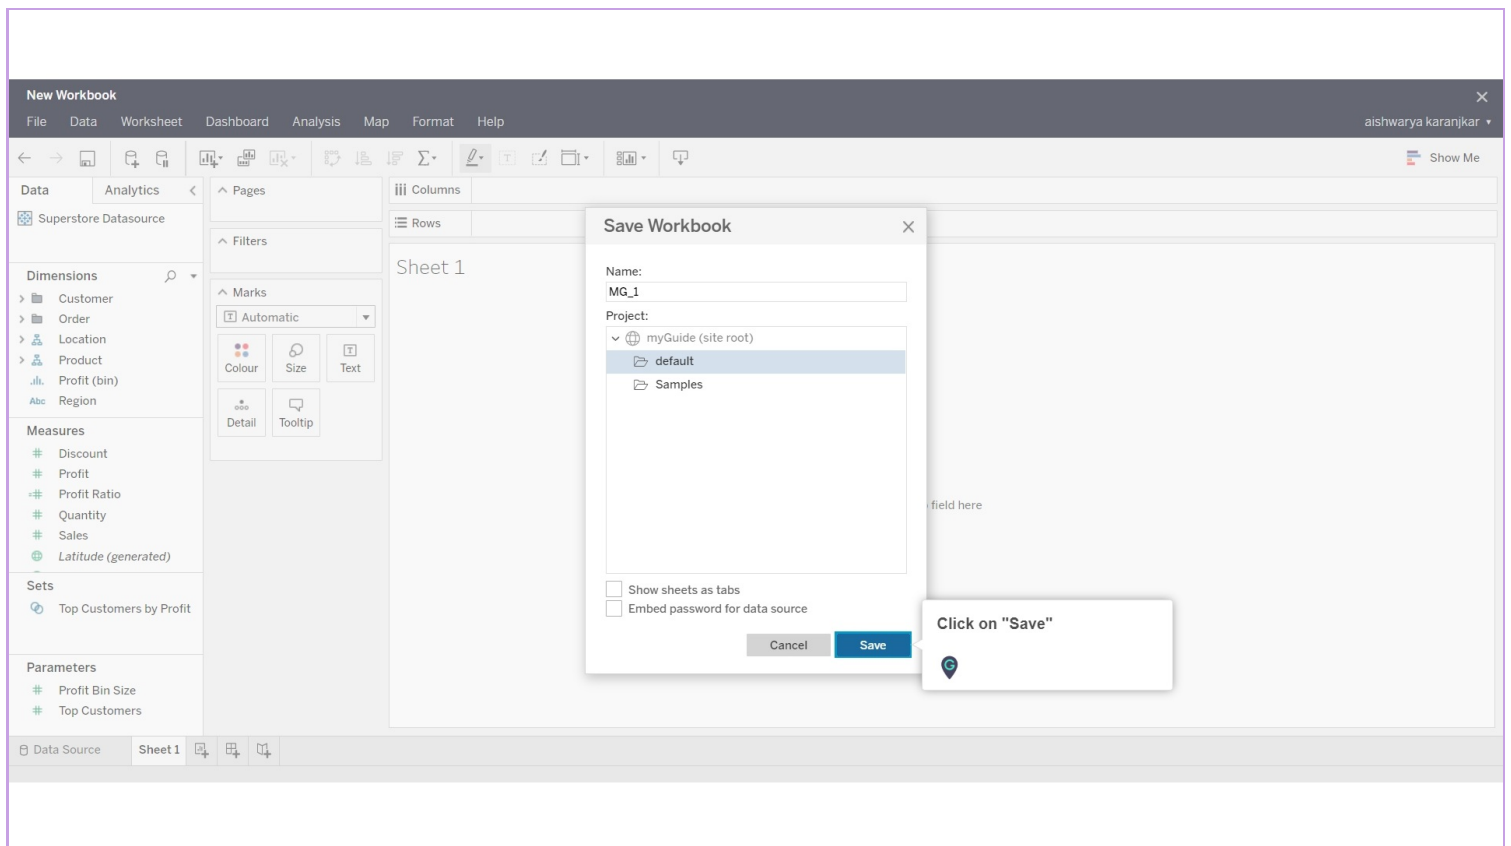 New Workbook
File Data Worksheet Dashboard Analysis Map Format Help
aishwarya karanjkar
Show Me
Data Analytics
Superstore Datasource
Dimensions
Customer
Order
Location
Product
Profit (bin)
Abc Region
Measures
# Discount
# Profit
=# Profit Ratio
# Quantity
# Sales
Latitude (generated)
Sets
Top Customers by Profit
Parameters
# Profit Bin Size
# Top Customers
Pages
Filters
Marks
T Automatic
Colour Size Text
Detail Tooltip
Columns
Rows
Sheet 1
field here
Save Workbook
Name:
MG_1
Project:
myGuide (site root)
default
Samples
Show sheets as tabs
Embed password for data source
Cancel Save
Click on "Save"
G
Data Source Sheet 1